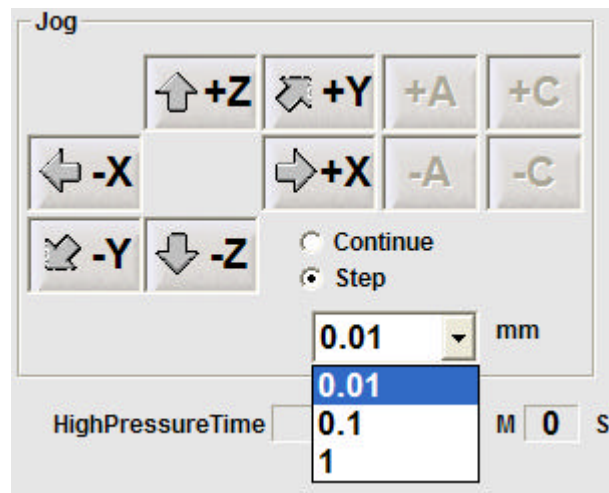 Jog
+Z +Y +A +C
-X +X -A -C
-Y -Z Continue
Step
0.01 mm
0.01
HighPressureTime 0.1 M 0 S
1